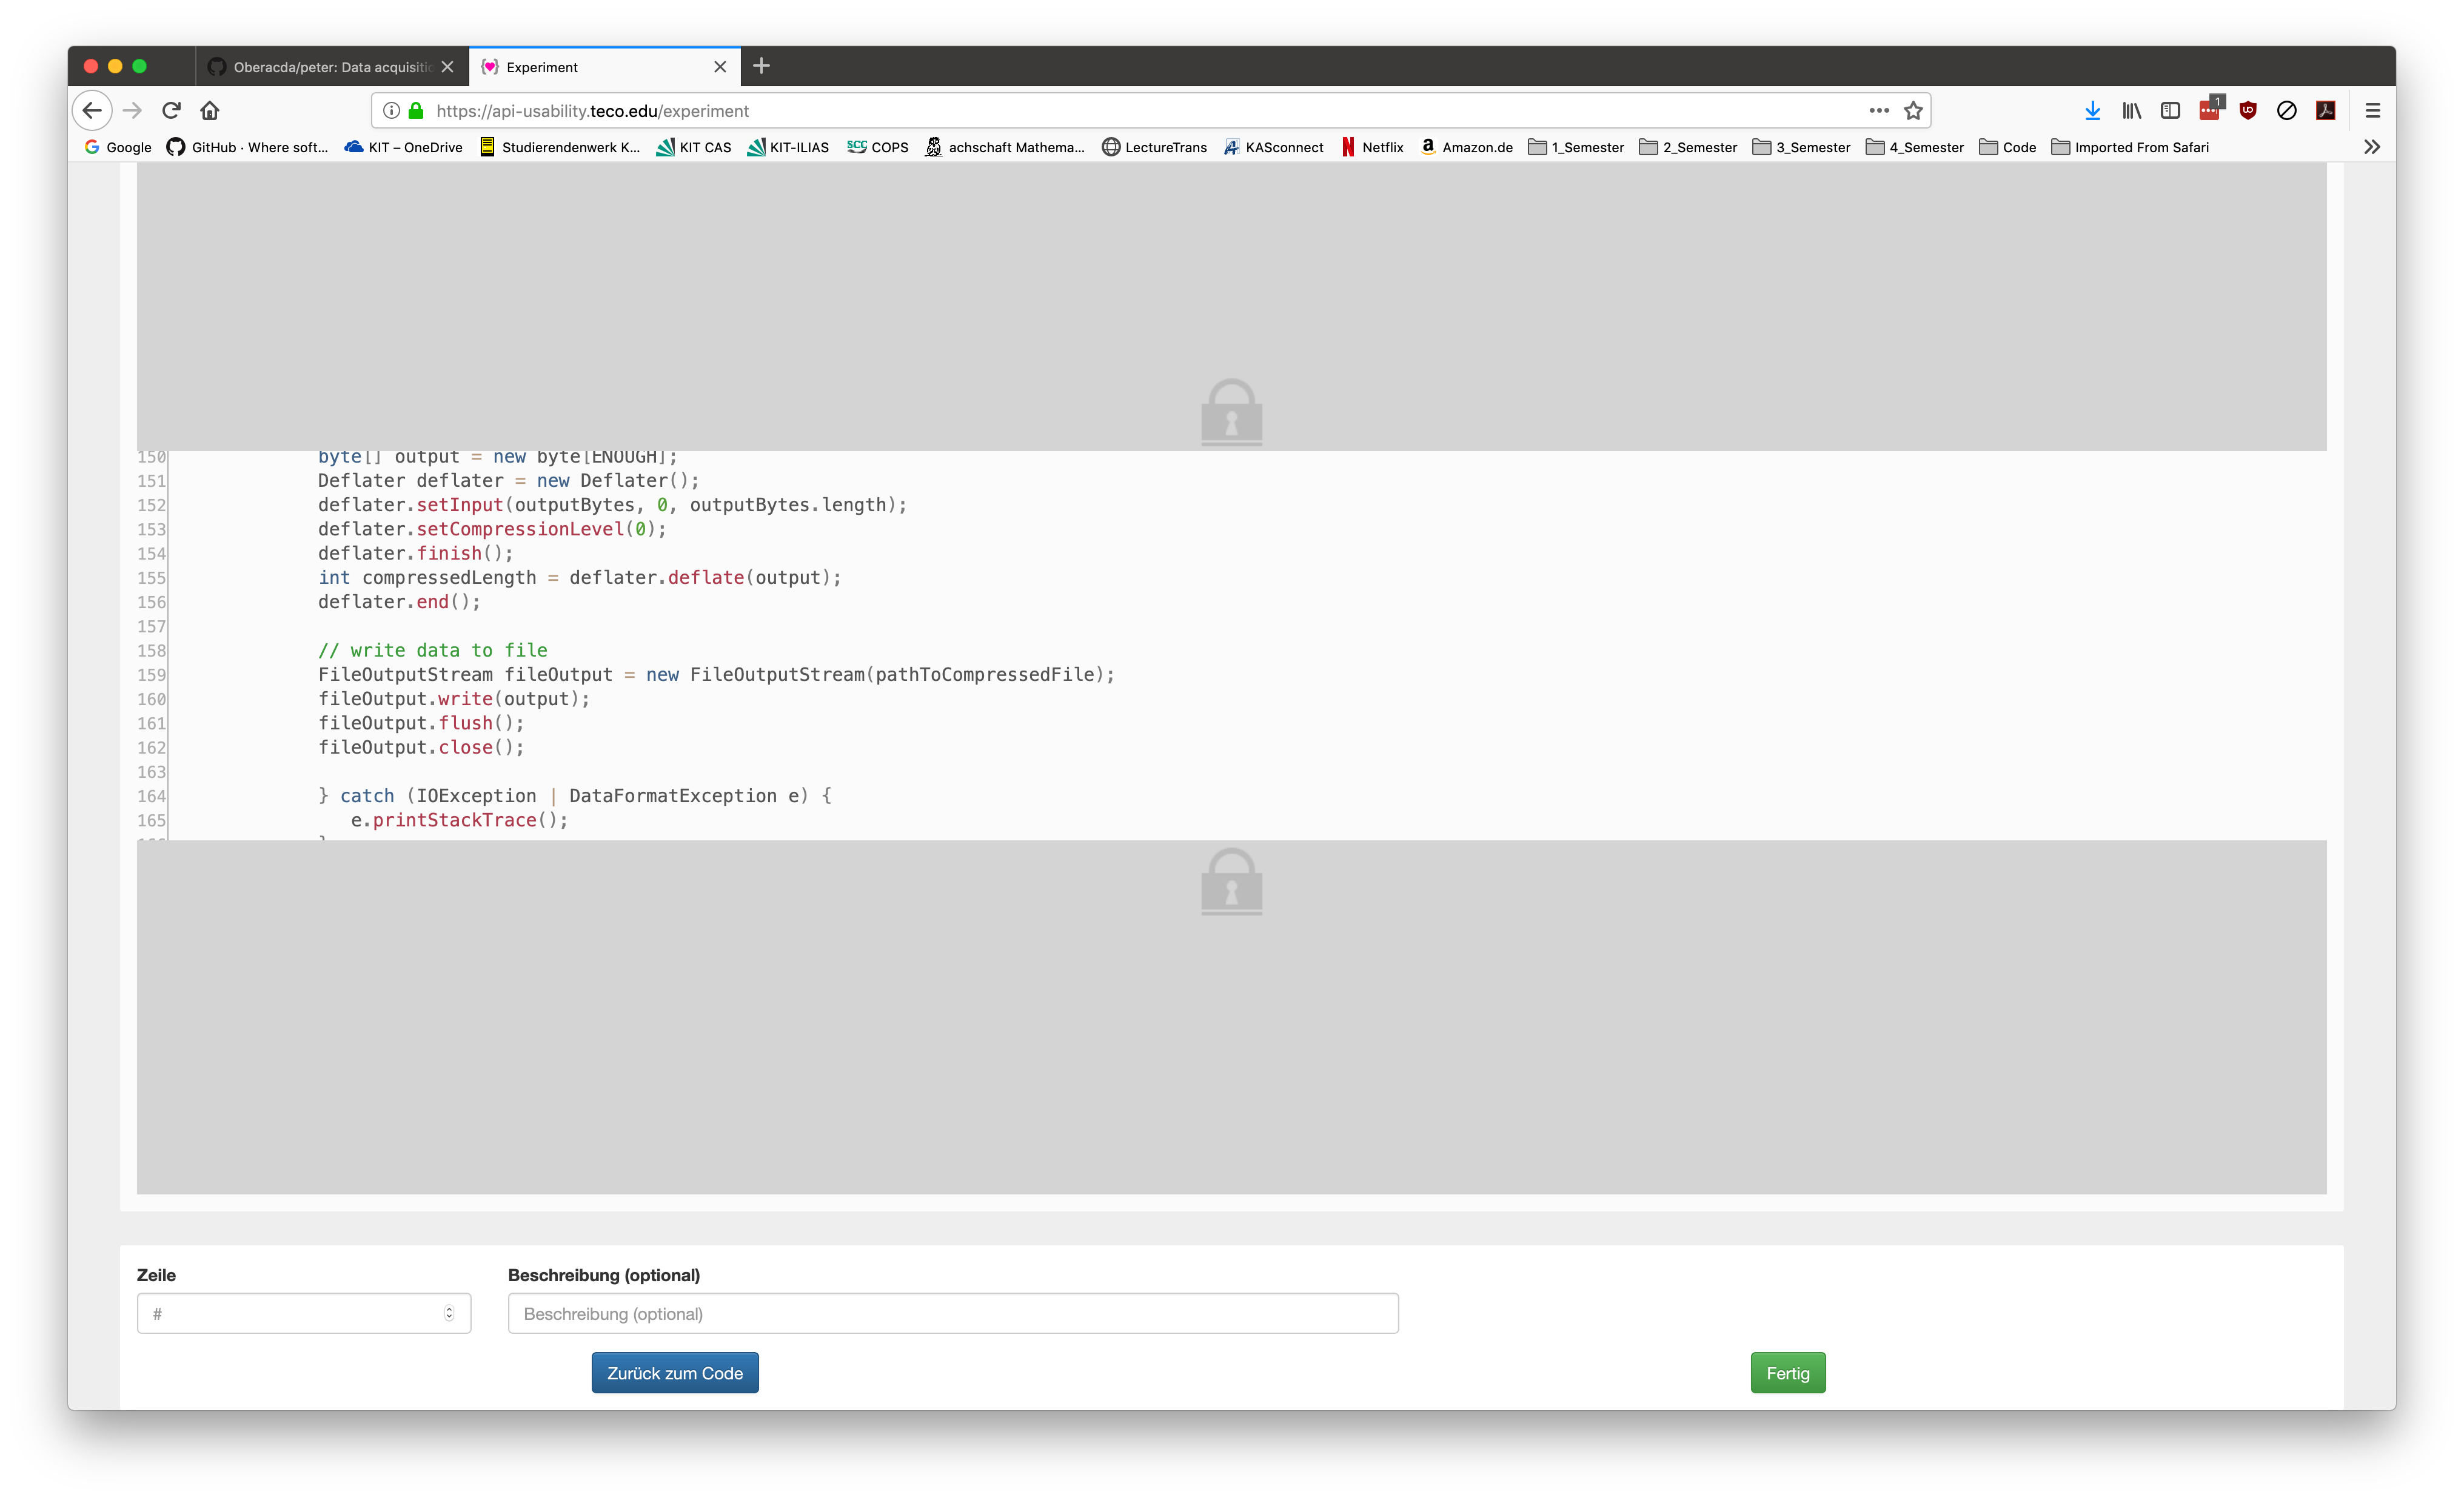 Oberacda/peter: Data acquisiti
Experiment
https://api-usability.teco.edu/experiment
1
Google GitHub · Where soft... KIT – OneDrive Studierendenwerk K... KIT CAS KIT-ILIAS SCC COPS achschaft Mathema... LectureTrans KASconnect Netflix Amazon.de 1_Semester 2_Semester 3_Semester 4_Semester Code Imported From Safari
150 byte[] output = new byte[ENOUGH];
151 Deflater deflater = new Deflater();
152 deflater.setInput(outputBytes, 0, outputBytes.length);
153 deflater.setCompressionLevel(0);
154 deflater.finish();
155 int compressedLength = deflater.deflate(output);
156 deflater.end();
157
158 // write data to file
159 FileOutputStream fileOutput = new FileOutputStream(pathToCompressedFile);
160 fileOutput.write(output);
161 fileOutput.flush();
162 fileOutput.close();
163
164 } catch (IOException | DataFormatException e) {
165 e.printStackTrace();
Zeile Beschreibung (optional)
# Beschreibung (optional)
Zurück zum Code Fertig